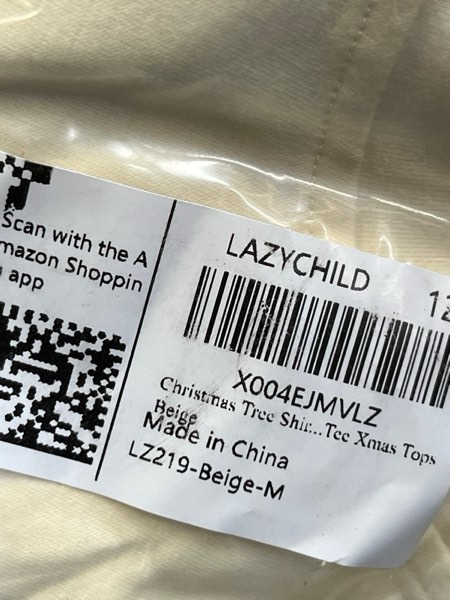 Scan with the A
mazon Shoppin
app
LAZYCHILD
12
X004EJMVLZ
Christmas Tree Shir...Tee Xmas Tops
Beige
Made in China
LZ219-Beige-M